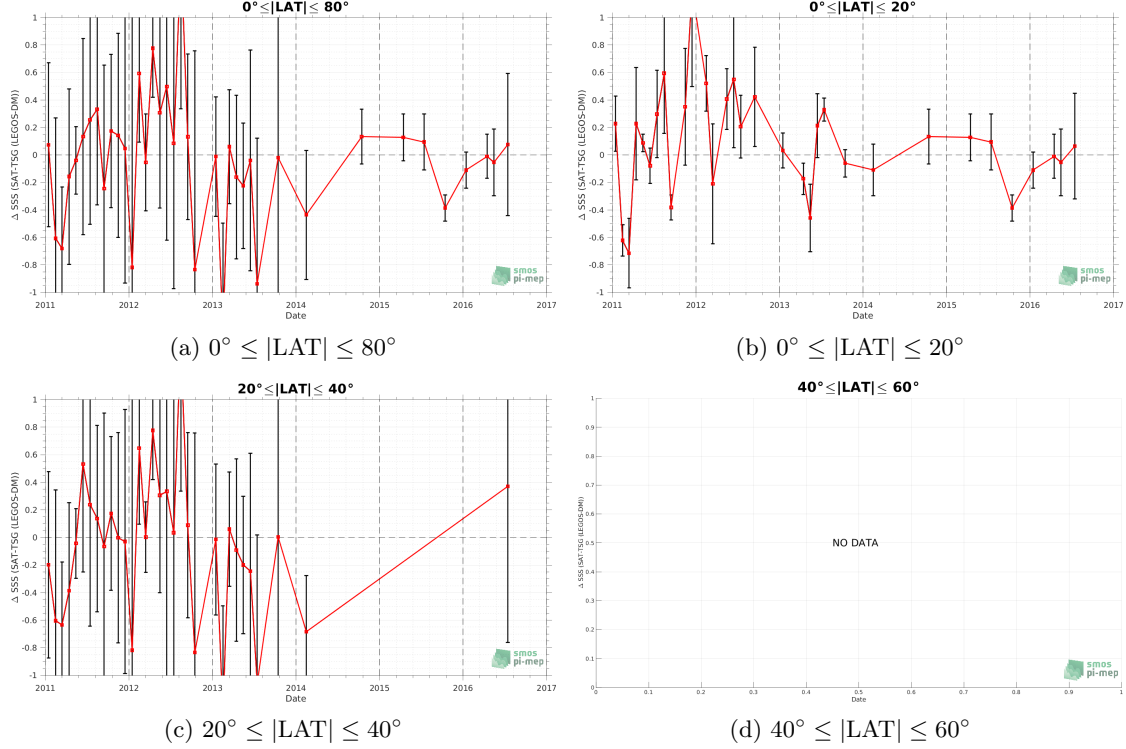 0°≤|LAT|≤ 80°
Δ SSS (SAT-TSG (LEGOS-DM))
1
0.8
0.6
0.4
0.2
0
-0.2
-0.4
-0.6
-0.8
-1
2011 2012 2013 2014 2015 2016 2017
Date
smos
pi-mep
(a) 0° ≤ |LAT| ≤ 80°
0°≤|LAT|≤ 20°
Δ SSS (SAT-TSG (LEGOS-DM))
1
0.8
0.6
0.4
0.2
0
-0.2
-0.4
-0.6
-0.8
-1
2011 2012 2013 2014 2015 2016 2017
Date
smos
pi-mep
(b) 0° ≤ |LAT| ≤ 20°
20°≤|LAT|≤ 40°
Δ SSS (SAT-TSG (LEGOS-DM))
1
0.8
0.6
0.4
0.2
0
-0.2
-0.4
-0.6
-0.8
-1
2011 2012 2013 2014 2015 2016 2017
Date
smos
pi-mep
(c) 20° ≤ |LAT| ≤ 40°
40°≤|LAT|≤ 60°
Δ SSS (SAT-TSG (LEGOS-DM))
1
0.9
0.8
0.7
0.6
0.5
0.4
0.3
0.2
0.1
0
NO DATA
0 0.1 0.2 0.3 0.4 0.5 0.6 0.7 0.8 0.9 1
Date
smos
pi-mep
(d) 40° ≤ |LAT| ≤ 60°